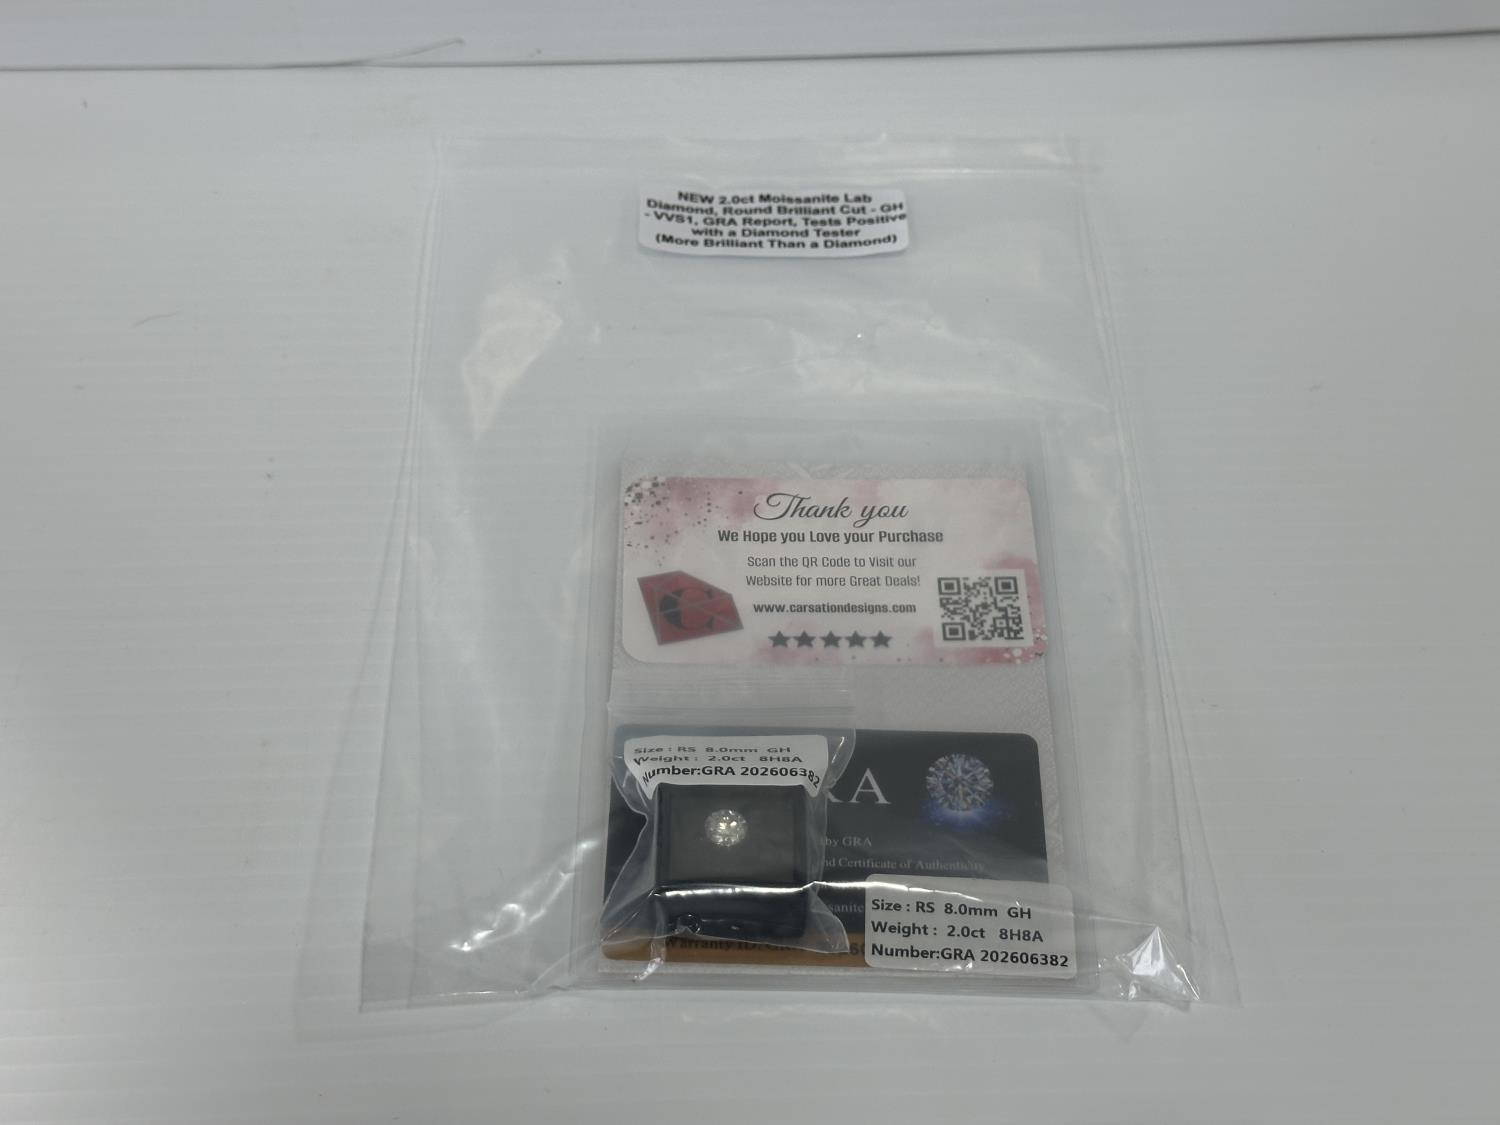 NEW 2.0ct Moissanite Lab
Diamond, Round Brilliant Cut - GH
- VVS1, GRA Report, Tests Positive
with a Diamond Tester
(More Brilliant Than a Diamond)
Thank you
We Hope you Love your Purchase
Scan the QR Code to Visit our
Website for more Great Deals!
www.carsationdesigns.com
C
Size : RS 8.0mm GH
Weight : 2.0ct 8H8A
Number:GRA 202606382
RA
by GRA
and Certificate of Authenticity
Warranty ID:
Size : RS 8.0mm GH
Weight : 2.0ct 8H8A
Number:GRA 202606382